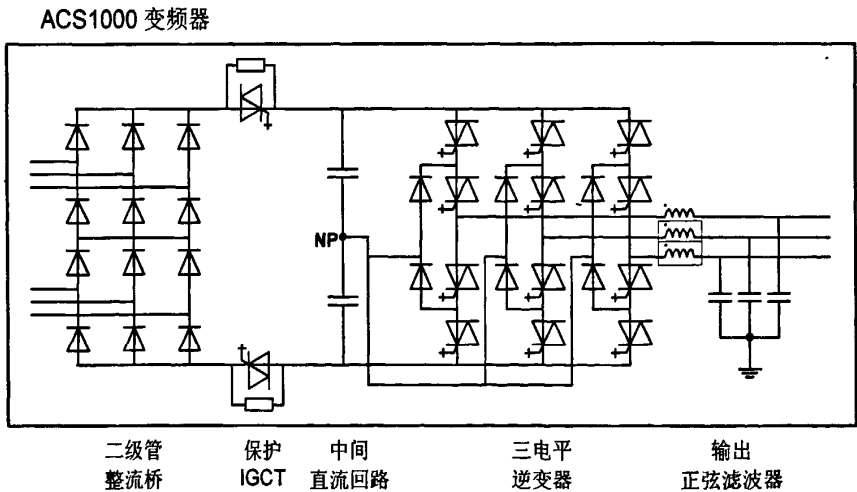 ACS1000 变频器
NP
二级管
整流桥
保护
IGCT
中间
直流回路
三电平
逆变器
输出
正弦滤波器